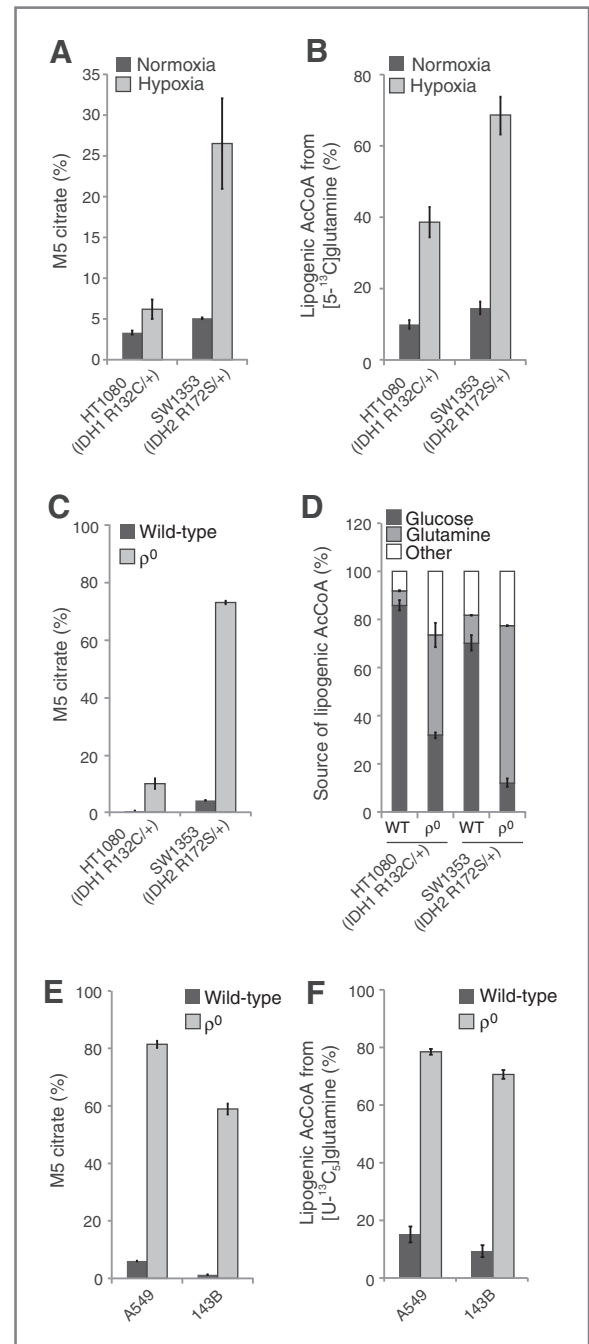 A
Normoxia
Hypoxia
M5 citrate (%)
35
30
25
20
15
10
5
0
HT1080
(IDH1 R132C/+)
SW1353
(IDH2 R172S/+)
B
Normoxia
Hypoxia
Lipogenic AcCoA from
[5-¹³C]glutamine (%)
80
60
40
20
0
HT1080
(IDH1 R132C/+)
SW1353
(IDH2 R172S/+)
C
Wild-type
ρ⁰
M5 citrate (%)
100
80
60
40
20
0
HT1080
(IDH1 R132C/+)
SW1353
(IDH2 R172S/+)
D
Glucose
Glutamine
Other
Source of lipogenic AcCoA (%)
120
100
80
60
40
20
0
WT ρ⁰ WT ρ⁰
HT1080
(IDH1 R132C/+)
SW1353
(IDH2 R172S/+)
E
Wild-type
ρ⁰
M5 citrate (%)
100
80
60
40
20
0
A549
143B
F
Wild-type
ρ⁰
Lipogenic AcCoA from
[U-¹³C₅]glutamine (%)
100
80
60
40
20
0
A549
143B